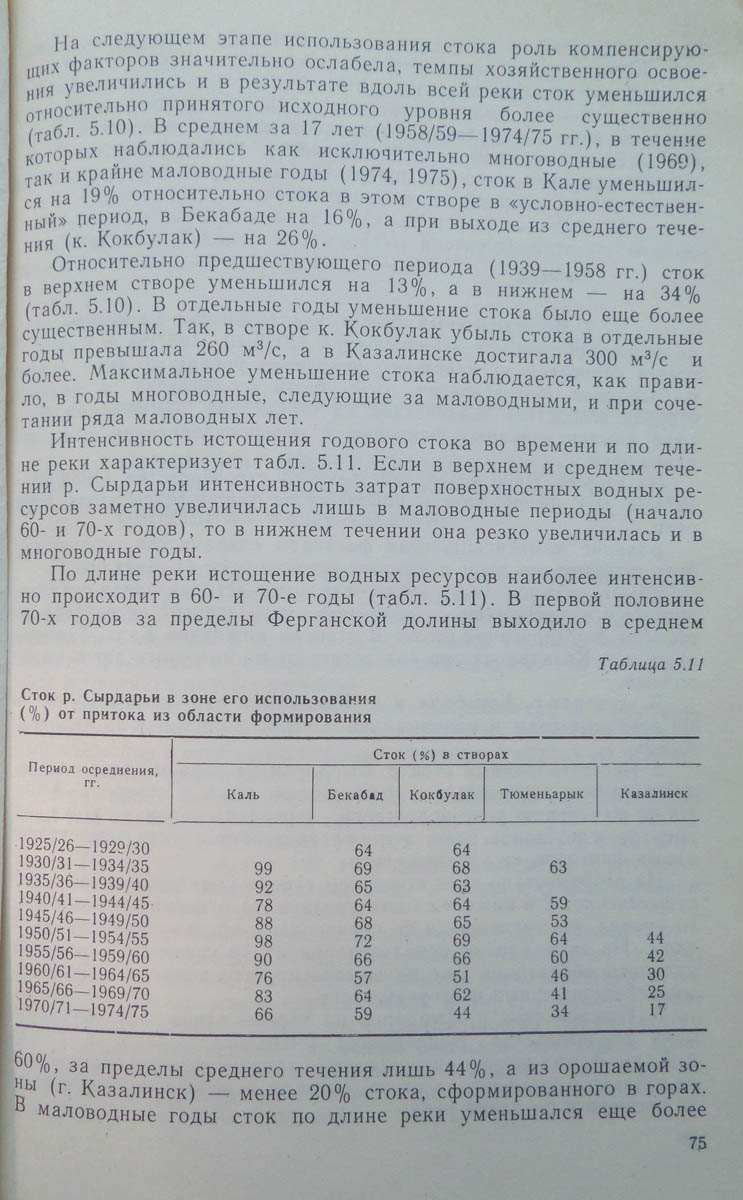 На следующем этапе использования стока роль компенсирую-
щих факторов значительно ослабела, темпы хозяйственного освое-
ния увеличились и в результате вдоль всей реки сток уменьшился
относительно принятого исходного уровня более существенно
(табл. 5.10). В среднем за 17 лет (1958/59—1974/75 гг.), в течение
которых наблюдались как исключительно многоводные (1969),
так и крайне маловодные годы (1974, 1975), сток в Кале уменьшил-
ся на 19% относительно стока в этом створе в «условно-естествен-
ный» период, в Бекабаде на 16%, а при выходе из среднего тече-
ния (к. Кокбулак) — на 26%.
Относительно предшествующего периода (1939—1958 гг.) сток
в верхнем створе уменьшился на 13%, а в нижнем — на 34%
(табл. 5.10). В отдельные годы уменьшение стока было еще более
существенным. Так, в створе к. Кокбулак убыль стока в отдельные
годы превышала 260 м³/с, а в Казалинске достигала 300 м³/с и
более. Максимальное уменьшение стока наблюдается, как прави-
ло, в годы многоводные, следующие за маловодными, и при соче-
тании ряда маловодных лет.
Интенсивность истощения годового стока во времени и по дли-
не реки характеризует табл. 5.11. Если в верхнем и среднем тече-
нии р. Сырдарьи интенсивность затрат поверхностных водных ре-
сурсов заметно увеличилась лишь в маловодные периоды (начало
60- и 70-х годов), то в нижнем течении она резко увеличилась и в
многоводные годы.
По длине реки истощение водных ресурсов наиболее интенсив-
но происходит в 60- и 70-е годы (табл. 5.11). В первой половине
70-х годов за пределы Ферганской долины выходило в среднем
Таблица 5.11
Сток р. Сырдарьи в зоне его использования
(%) от притока из области формирования
Период осреднения, гг. Сток (%) в створах
Каль Бекабад Кокбулак Тюменьарык Казалинск
1925/26—1929/30 64 64
1930/31—1934/35 99 69 68 63
1935/36—1939/40 92 65 63
1940/41—1944/45 78 64 64 59
1945/46—1949/50 88 68 65 53
1950/51—1954/55 98 72 69 64 44
1955/56—1959/60 90 66 66 60 42
1960/61—1964/65 76 57 51 46 30
1965/66—1969/70 83 64 62 41 25
1970/71—1974/75 66 59 44 34 17
60%, за пределы среднего течения лишь 44%, а из орошаемой зо-
ны (г. Казалинск) — менее 20% стока, сформированного в горах.
В маловодные годы сток по длине реки уменьшался еще более
75